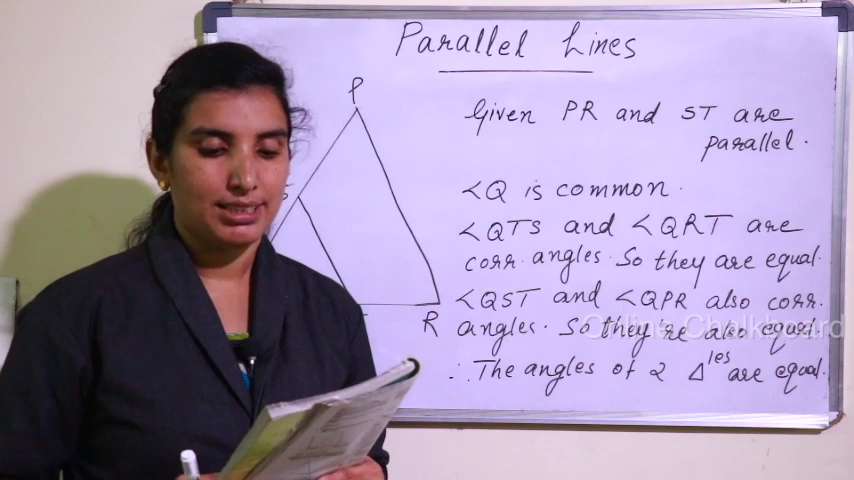 Parallel Lines
P
Given PR and ST are
parallel.
S
<Q is common.
<QTS and <QRT are
corr. angles. So they are equal.
<QST and <QPR also corr.
R
angles. So they're also equal.
Online Chalkboard
∴ The angles of 2 Δles are equal.